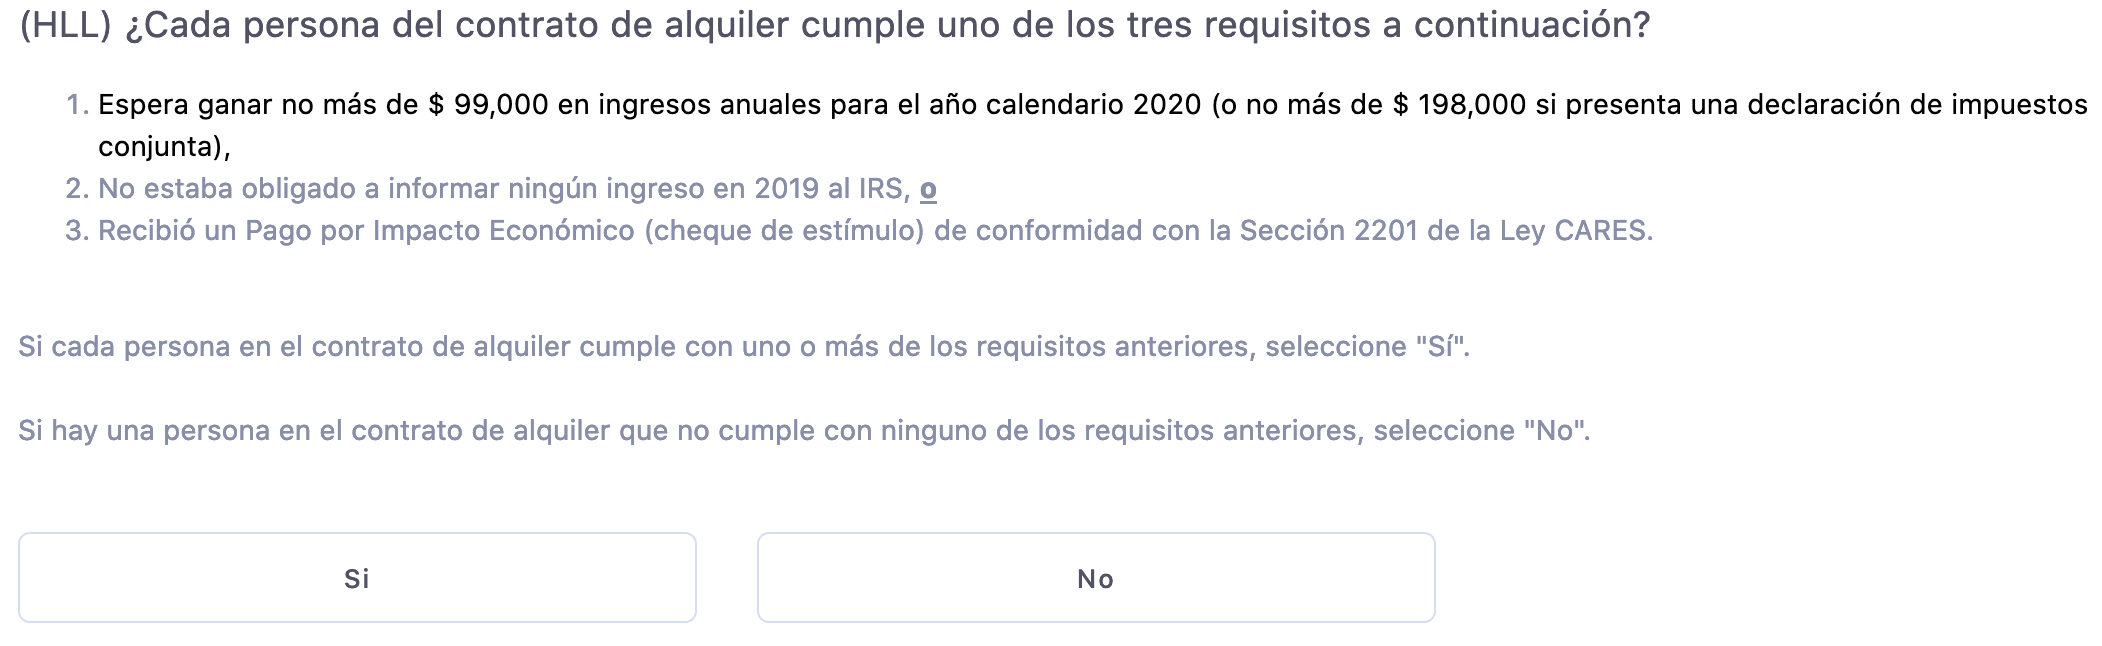 (HLL) ¿Cada persona del contrato de alquiler cumple uno de los tres requisitos a continuación?
1. Espera ganar no más de $ 99,000 en ingresos anuales para el año calendario 2020 (o no más de $ 198,000 si presenta una declaración de impuestos
conjunta),
2. No estaba obligado a informar ningún ingreso en 2019 al IRS, o
3. Recibió un Pago por Impacto Económico (cheque de estímulo) de conformidad con la Sección 2201 de la Ley CARES.
Si cada persona en el contrato de alquiler cumple con uno o más de los requisitos anteriores, seleccione "Sí".
Si hay una persona en el contrato de alquiler que no cumple con ninguno de los requisitos anteriores, seleccione "No".
Si
No